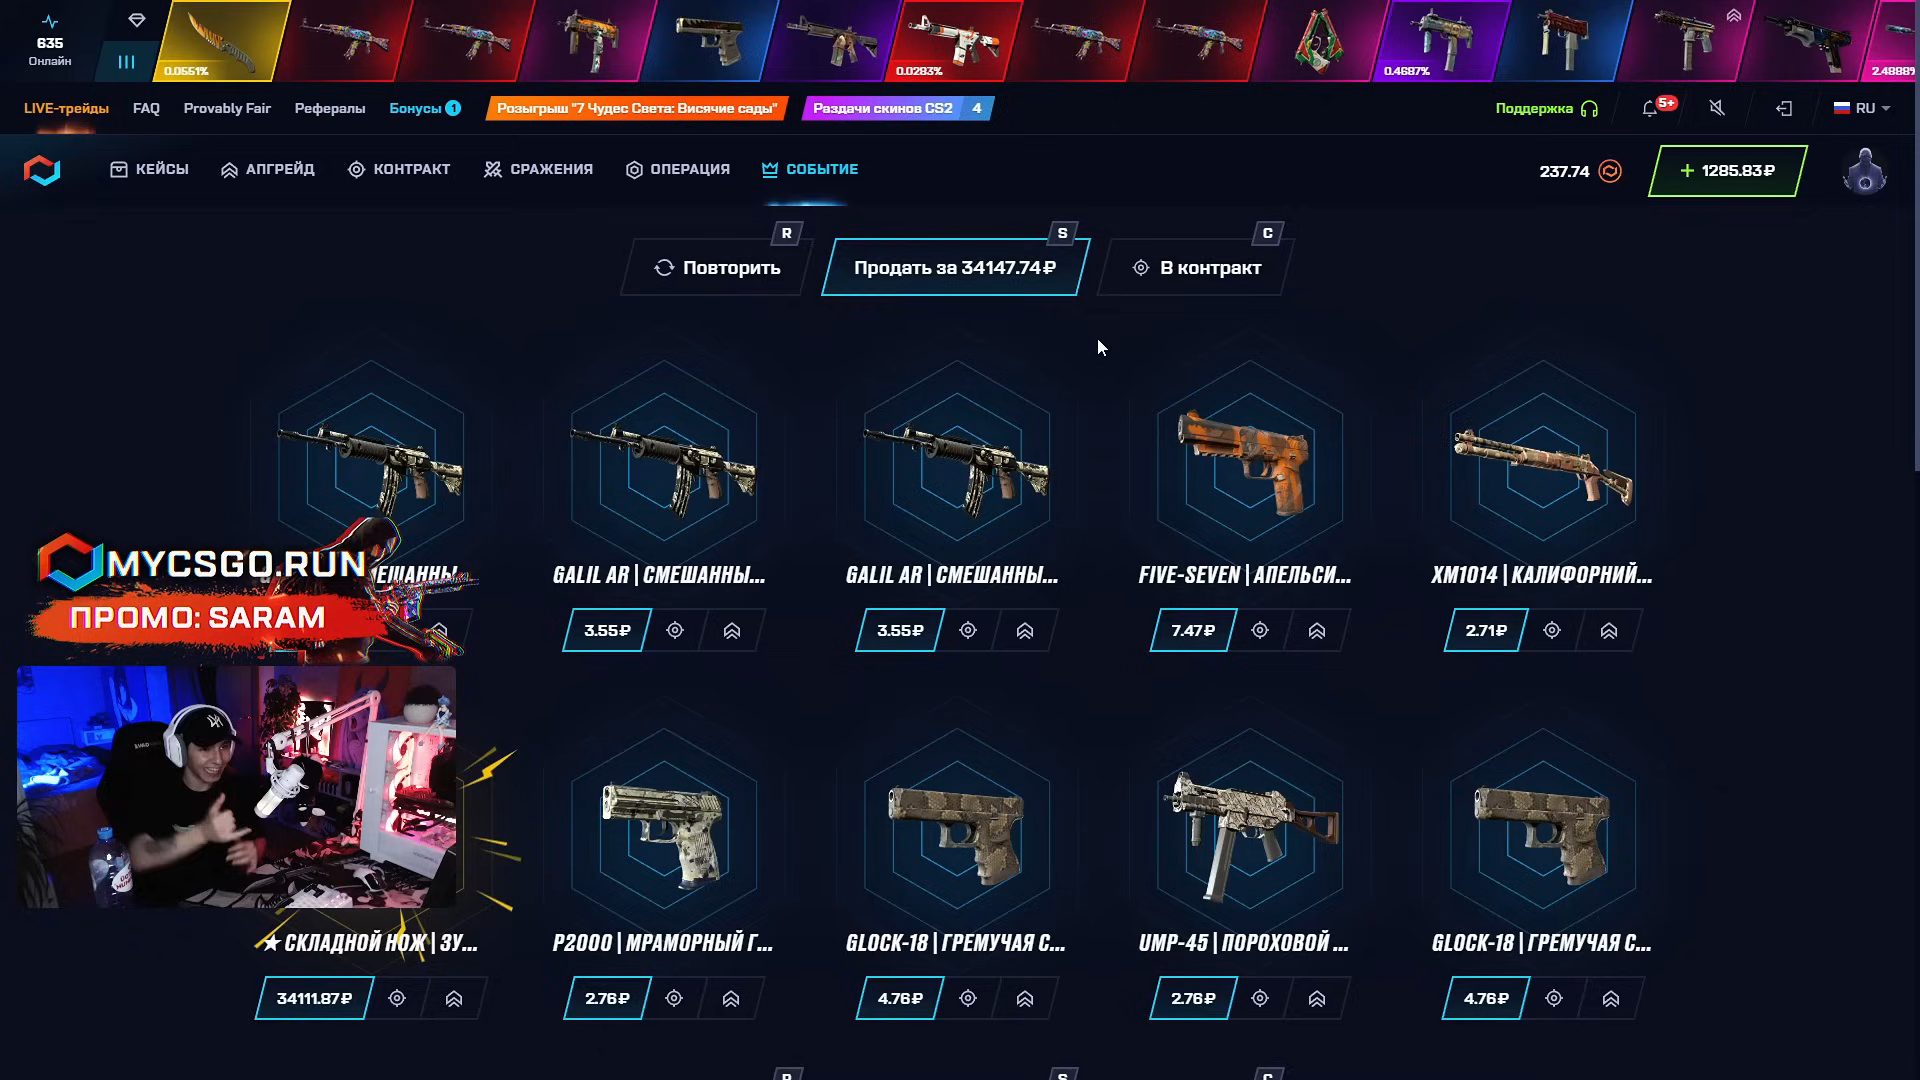 635
Онлайн
0.0551%
0.0283%
0.4687%
2.4888%
LIVE-трейды
FAQ
Provably Fair
Рефералы
Бонусы 1
Розыгрыш "7 Чудес Света: Висячие сады"
Раздачи скинов CS2 4
Поддержка
5+
RU
КЕЙСЫ
АПГРЕЙД
КОНТРАКТ
СРАЖЕНИЯ
ОПЕРАЦИЯ
СОБЫТИЕ
237.74
+ 1285.83₽
R
S
C
Повторить
Продать за 34147.74₽
В контракт
GALIL AR | СМЕШАННЫ...
GALIL AR | СМЕШАННЫ...
FIVE-SEVEN | АПЕЛЬСИ...
XM1014 | КАЛИФОРНИЙ...
3.55₽
3.55₽
7.47₽
2.71₽
MYCSGO.RUN
ПРОМО: SARAM
★ СКЛАДНОЙ НОЖ | ЗУ...
P2000 | МРАМОРНЫЙ Г...
GLOCK-18 | ГРЕМУЧАЯ С...
UMP-45 | ПОРОХОВОЙ ...
GLOCK-18 | ГРЕМУЧАЯ С...
34111.87₽
2.76₽
4.76₽
2.76₽
4.76₽
R
S
C